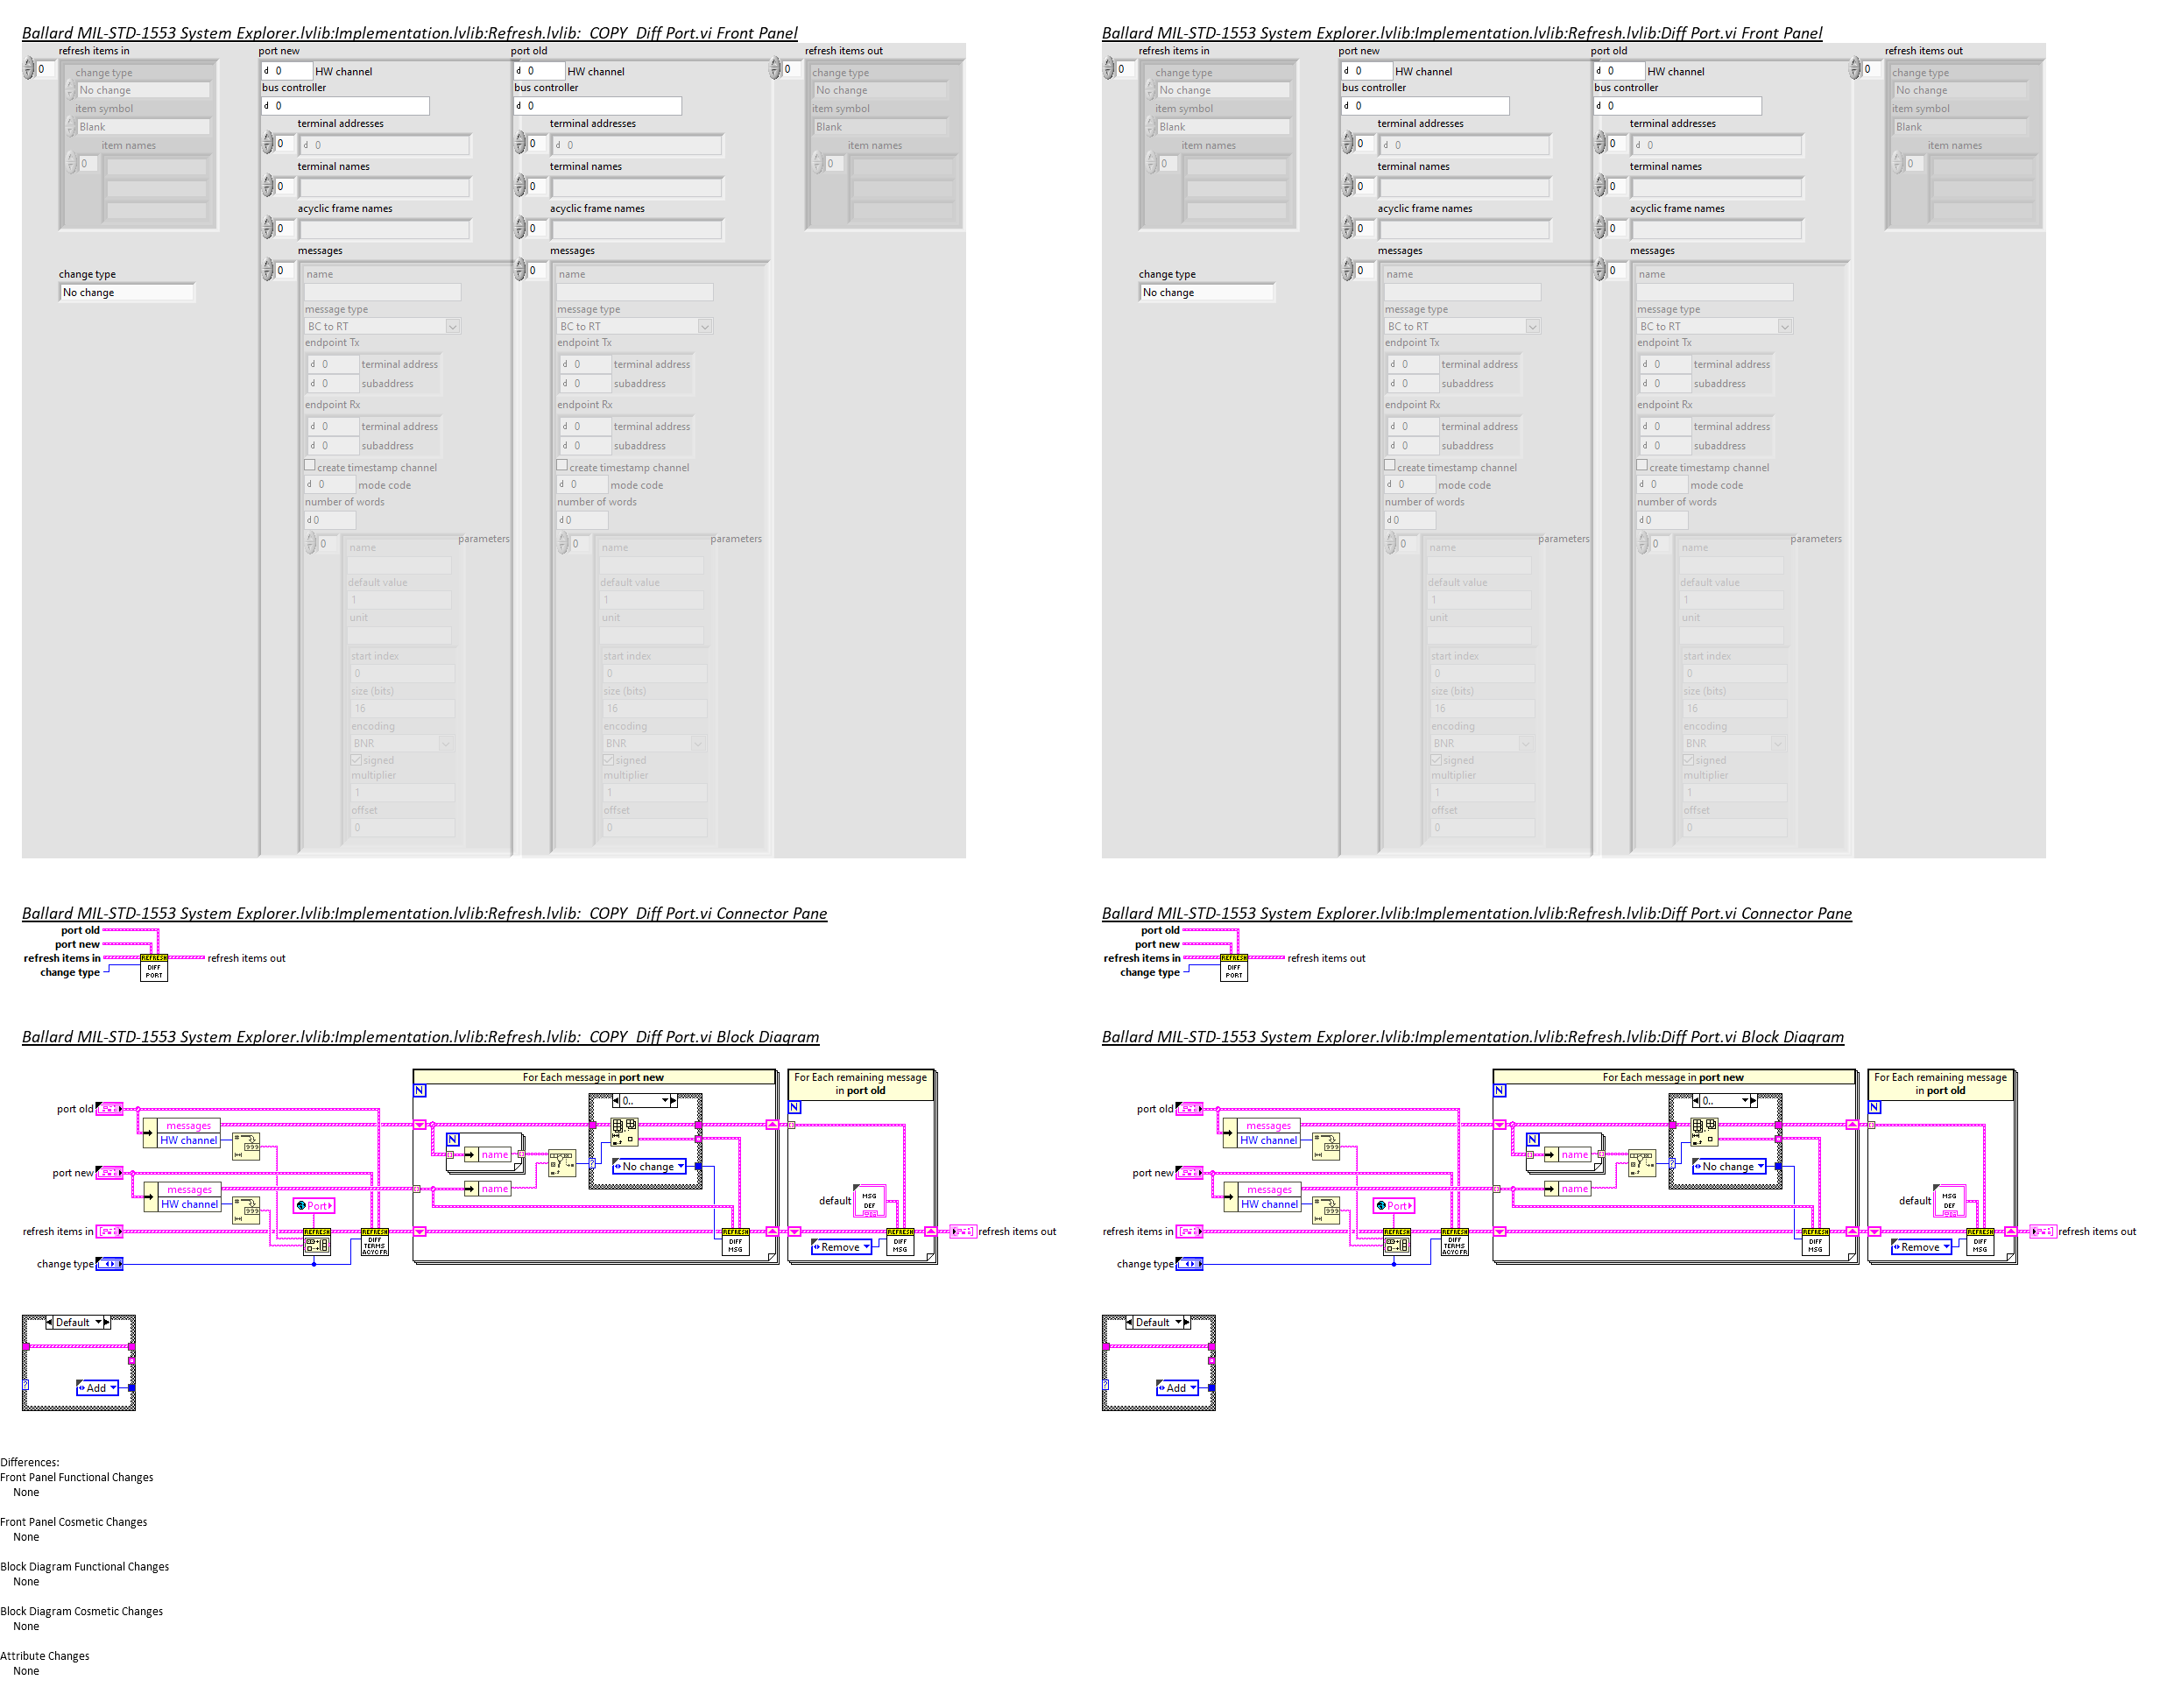 Ballard MIL-STD-1553 System Explorer.lvlib:Implementation.lvlib:Refresh.lvlib:_COPY_Diff Port.vi Front Panel
refresh items in
0
change type
No change
item symbol
Blank
item names
0
change type
No change
port new
d 0 HW channel
bus controller
d 0
terminal addresses
0 d 0
terminal names
0
acyclic frame names
0
messages
0
name
message type
BC to RT
endpoint Tx
d 0 terminal address
d 0 subaddress
endpoint Rx
d 0 terminal address
d 0 subaddress
create timestamp channel
d 0 mode code
number of words
d 0
0 parameters
name
default value
1
unit
start index
0
size (bits)
16
encoding
BNR
signed
multiplier
1
offset
0
port old
d 0 HW channel
bus controller
d 0
terminal addresses
0 d 0
terminal names
0
acyclic frame names
0
messages
0
name
message type
BC to RT
endpoint Tx
d 0 terminal address
d 0 subaddress
endpoint Rx
d 0 terminal address
d 0 subaddress
create timestamp channel
d 0 mode code
number of words
d 0
0 parameters
name
default value
1
unit
start index
0
size (bits)
16
encoding
BNR
signed
multiplier
1
offset
0
refresh items out
0
change type
No change
item symbol
Blank
item names
0
Ballard MIL-STD-1553 System Explorer.lvlib:Implementation.lvlib:Refresh.lvlib:Diff Port.vi Front Panel
refresh items in
0
change type
No change
item symbol
Blank
item names
0
change type
No change
port new
d 0 HW channel
bus controller
d 0
terminal addresses
0 d 0
terminal names
0
acyclic frame names
0
messages
0
name
message type
BC to RT
endpoint Tx
d 0 terminal address
d 0 subaddress
endpoint Rx
d 0 terminal address
d 0 subaddress
create timestamp channel
d 0 mode code
number of words
d 0
0 parameters
name
default value
1
unit
start index
0
size (bits)
16
encoding
BNR
signed
multiplier
1
offset
0
port old
d 0 HW channel
bus controller
d 0
terminal addresses
0 d 0
terminal names
0
acyclic frame names
0
messages
0
name
message type
BC to RT
endpoint Tx
d 0 terminal address
d 0 subaddress
endpoint Rx
d 0 terminal address
d 0 subaddress
create timestamp channel
d 0 mode code
number of words
d 0
0 parameters
name
default value
1
unit
start index
0
size (bits)
16
encoding
BNR
signed
multiplier
1
offset
0
refresh items out
0
change type
No change
item symbol
Blank
item names
0
Ballard MIL-STD-1553 System Explorer.lvlib:Implementation.lvlib:Refresh.lvlib:_COPY_Diff Port.vi Connector Pane
port old
port new
refresh items in
change type
REFRESH
DIFF
PORT
refresh items out
Ballard MIL-STD-1553 System Explorer.lvlib:Implementation.lvlib:Refresh.lvlib:Diff Port.vi Connector Pane
port old
port new
refresh items in
change type
REFRESH
DIFF
PORT
refresh items out
Ballard MIL-STD-1553 System Explorer.lvlib:Implementation.lvlib:Refresh.lvlib:_COPY_Diff Port.vi Block Diagram
For Each message in port new
N
For Each remaining message
in port old
N
port old
messages
HW channel
port new
messages
HW channel
Port
refresh items in
change type
REFRESH
REFRESH
DIFF
TERMS
ACYCFR
N
name
name
0..
No change
REFRESH
DIFF
MSG
default
MSG
DEF
Remove
REFRESH
DIFF
MSG
refresh items out
Default
Add
Ballard MIL-STD-1553 System Explorer.lvlib:Implementation.lvlib:Refresh.lvlib:Diff Port.vi Block Diagram
For Each message in port new
N
For Each remaining message
in port old
N
port old
messages
HW channel
port new
messages
HW channel
Port
refresh items in
change type
REFRESH
REFRESH
DIFF
TERMS
ACYCFR
N
name
name
0..
No change
REFRESH
DIFF
MSG
default
MSG
DEF
Remove
REFRESH
DIFF
MSG
refresh items out
Default
Add
Differences:
Front Panel Functional Changes
None
Front Panel Cosmetic Changes
None
Block Diagram Functional Changes
None
Block Diagram Cosmetic Changes
None
Attribute Changes
None